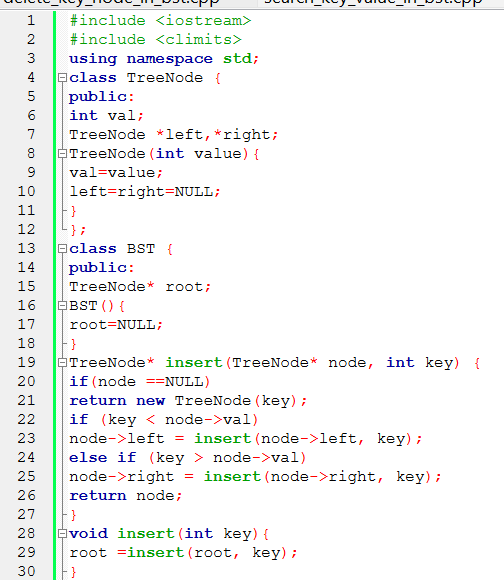 delete_key_node_in_bst.cpp search_key_value_in_bst.cpp
1 #include <iostream>
2 #include <climits>
3 using namespace std;
4 class TreeNode {
5 public:
6 int val;
7 TreeNode *left,*right;
8 TreeNode(int value){
9 val=value;
10 left=right=NULL;
11 }
12 };
13 class BST {
14 public:
15 TreeNode* root;
16 BST(){
17 root=NULL;
18 }
19 TreeNode* insert(TreeNode* node, int key) {
20 if(node ==NULL)
21 return new TreeNode(key);
22 if (key < node->val)
23 node->left = insert(node->left, key);
24 else if (key > node->val)
25 node->right = insert(node->right, key);
26 return node;
27 }
28 void insert(int key){
29 root =insert(root, key);
30 }